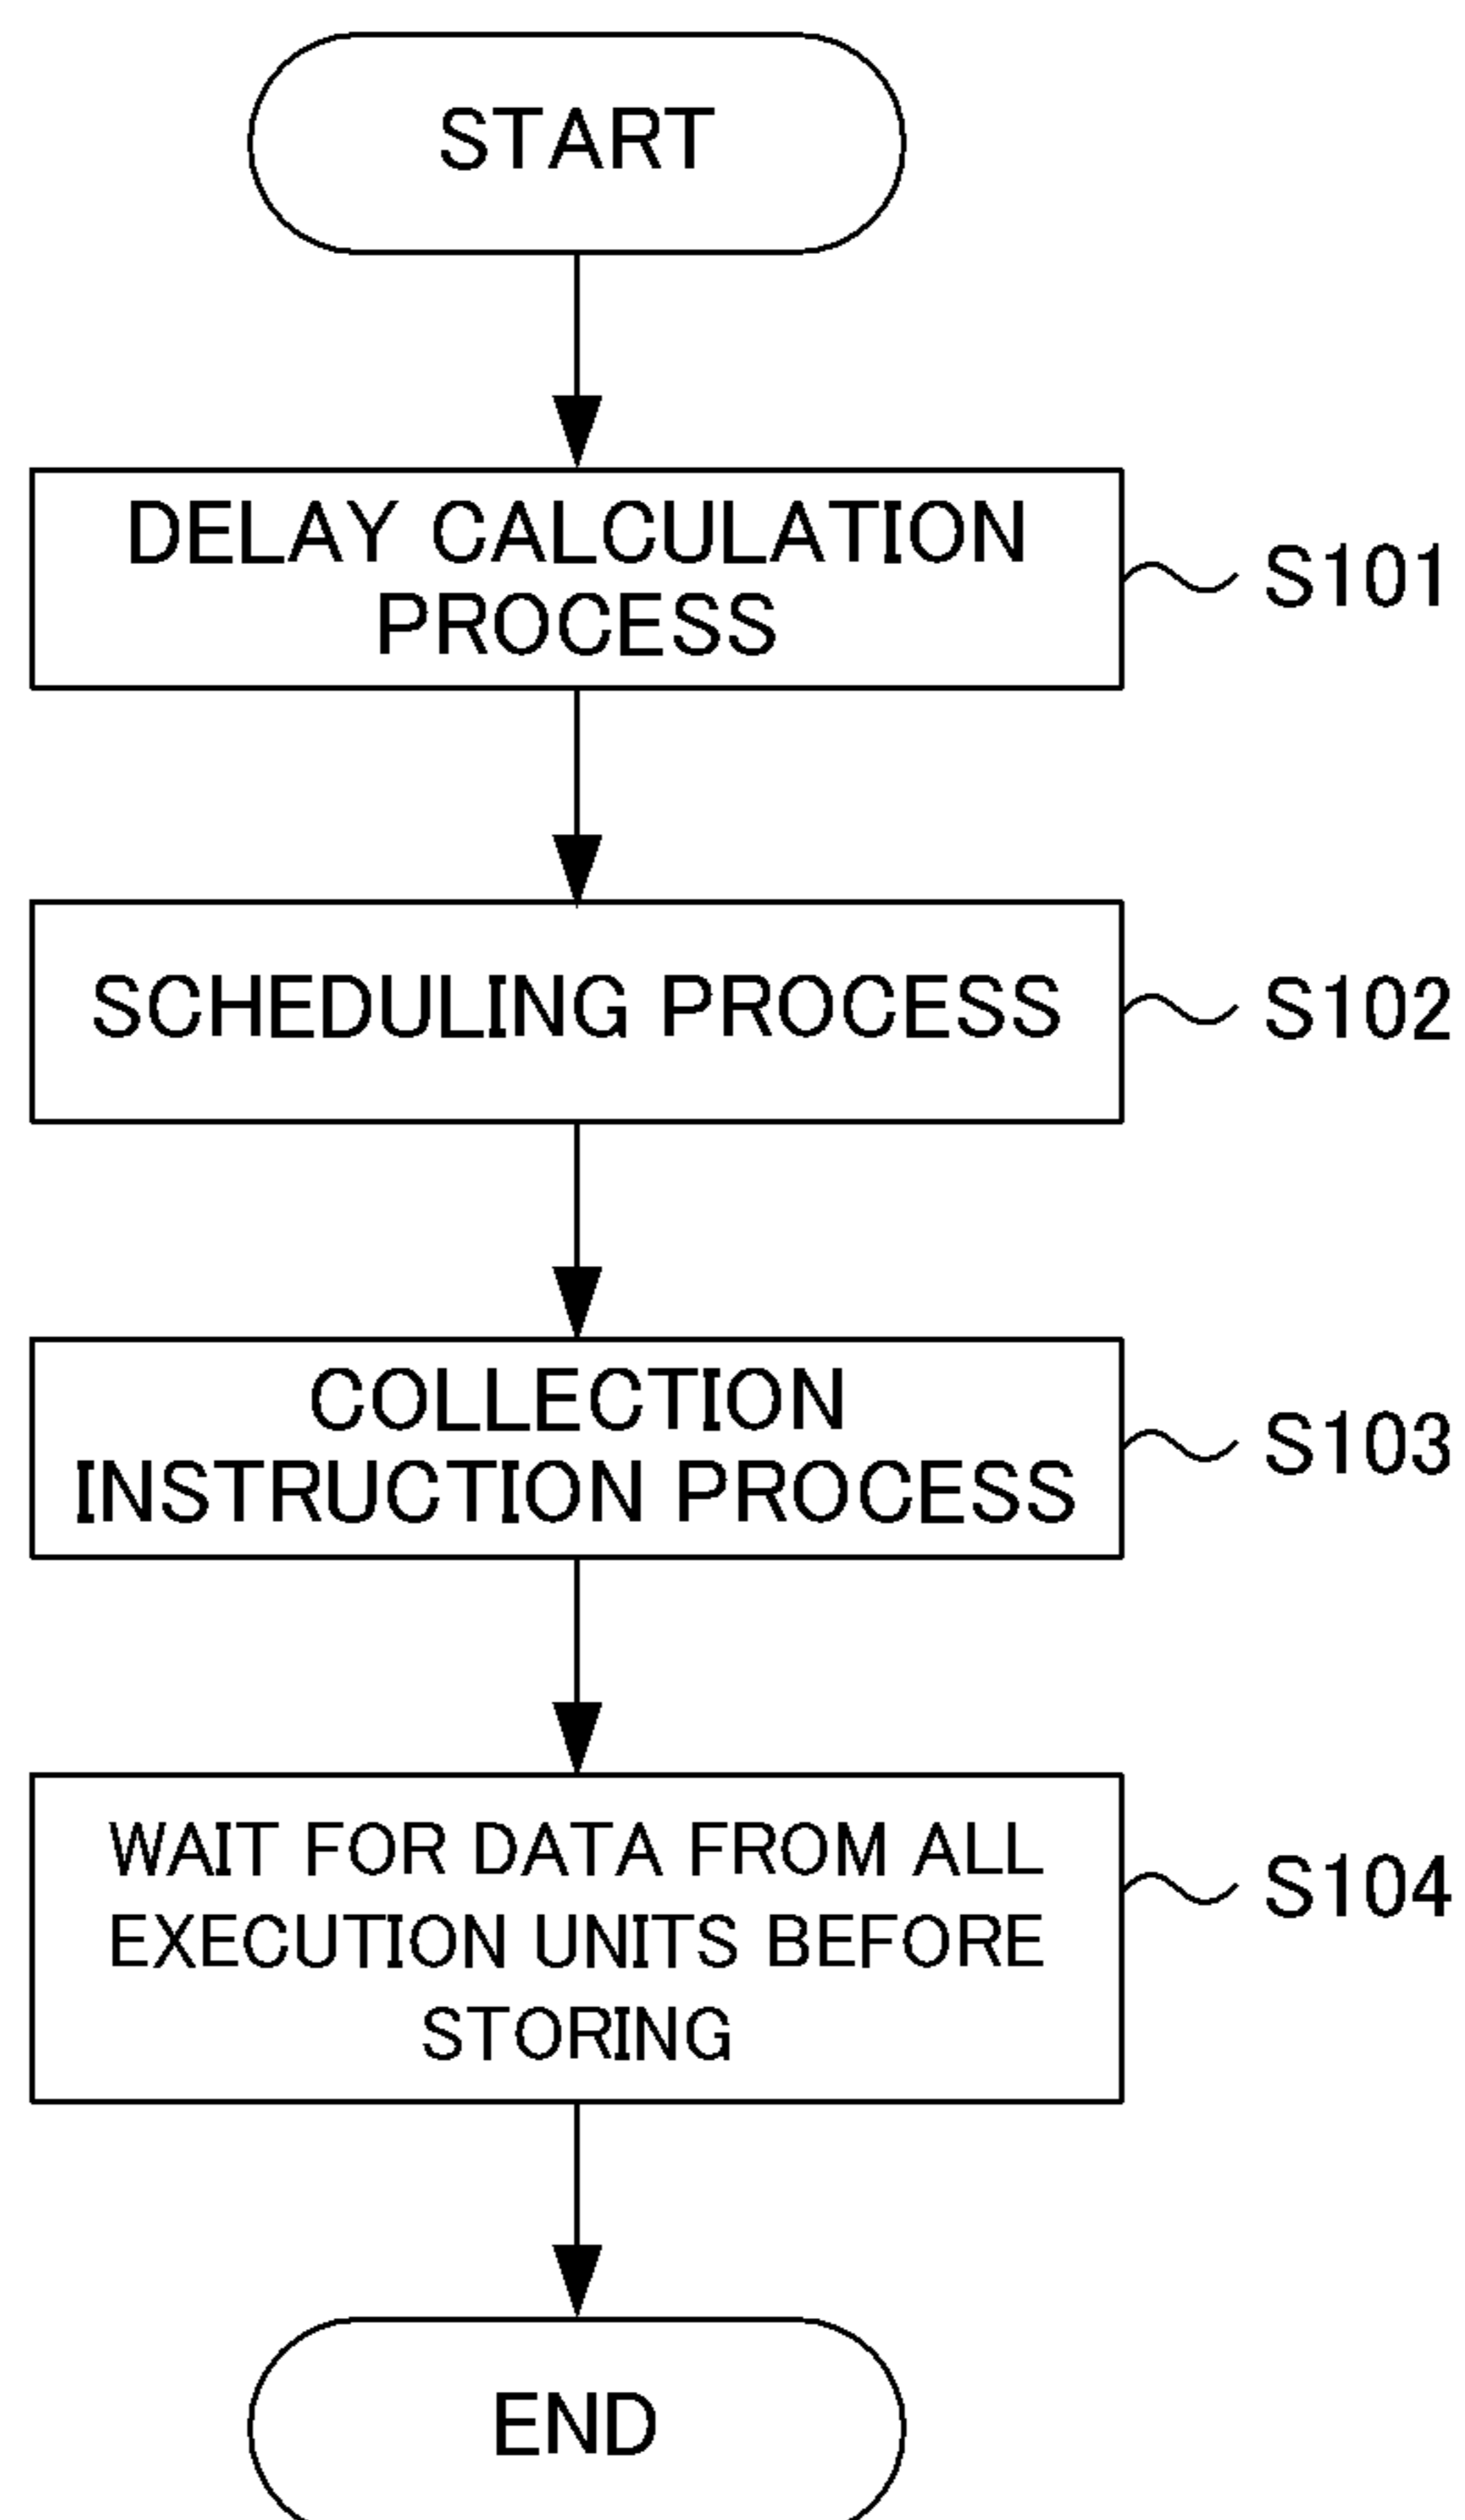 START
DELAY CALCULATION
PROCESS
S101
SCHEDULING PROCESS
S102
COLLECTION
INSTRUCTION PROCESS
S103
WAIT FOR DATA FROM ALL
EXECUTION UNITS BEFORE
STORING
S104
END